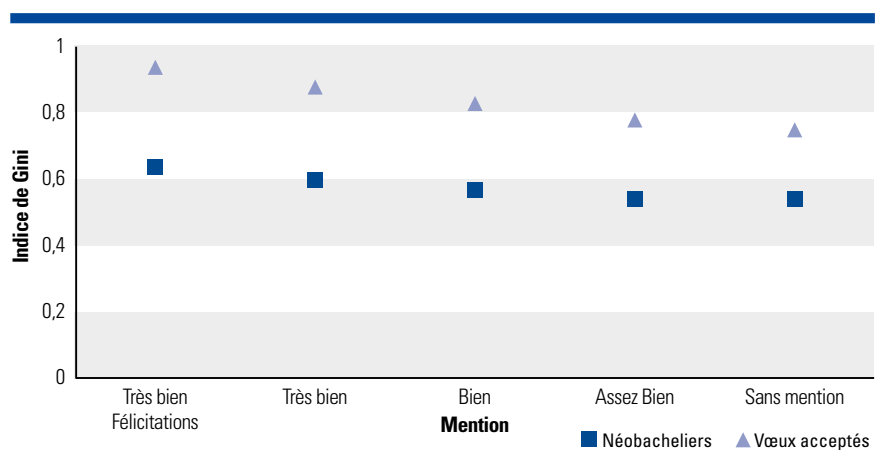 1
0,8
0,6
0,4
0,2
0
Indice de Gini
Très bien Félicitations
Très bien
Bien
Assez Bien
Sans mention
Mention
Néobacheliers
Vœux acceptés